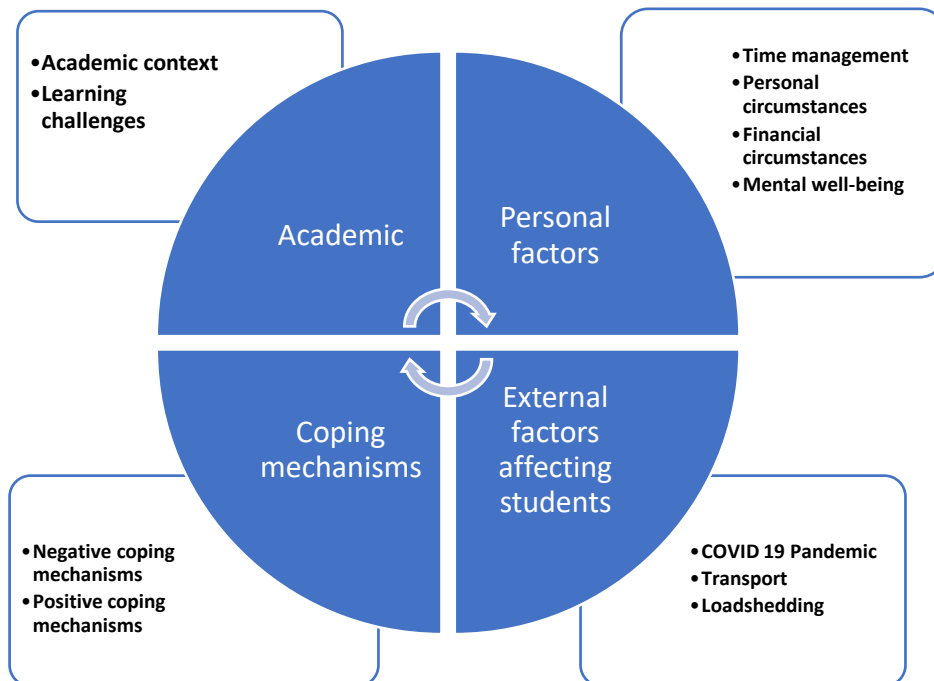 •Academic context
•Learning
challenges
•Time management
•Personal
circumstances
•Financial
circumstances
•Mental well-being
Academic
Personal
factors
Coping
mechanisms
External
factors
affecting
students
•Negative coping
mechanisms
•Positive coping
mechanisms
•COVID 19 Pandemic
•Transport
•Loadshedding